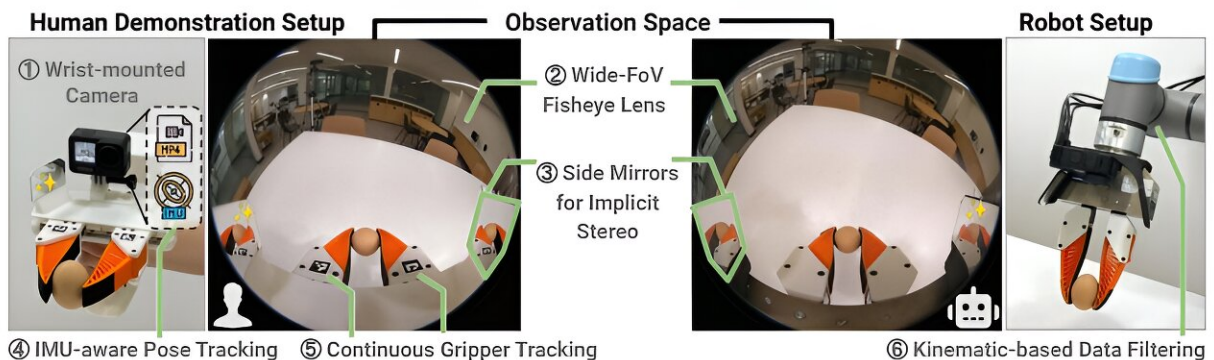 Human Demonstration Setup
Observation Space
Robot Setup
① Wrist-mounted
Camera
MP4
IMU
② Wide-FoV
Fisheye Lens
③ Side Mirrors
for Implicit
Stereo
④ IMU-aware Pose Tracking
⑤ Continuous Gripper Tracking
⑥ Kinematic-based Data Filtering